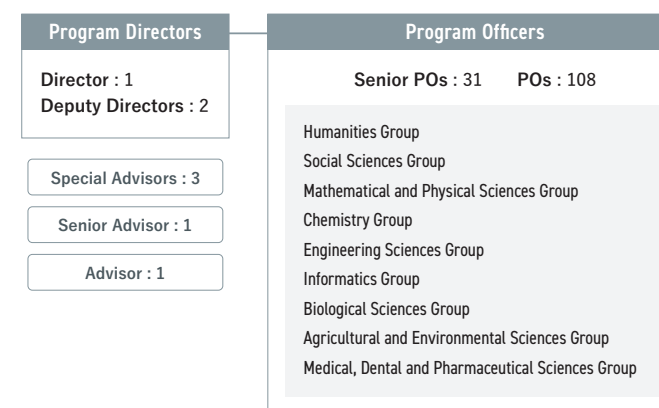 Program Directors
Director : 1
Deputy Directors : 2
Special Advisors : 3
Senior Advisor : 1
Advisor : 1
Program Officers
Senior POs : 31 POs : 108
Humanities Group
Social Sciences Group
Mathematical and Physical Sciences Group
Chemistry Group
Engineering Sciences Group
Informatics Group
Biological Sciences Group
Agricultural and Environmental Sciences Group
Medical, Dental and Pharmaceutical Sciences Group